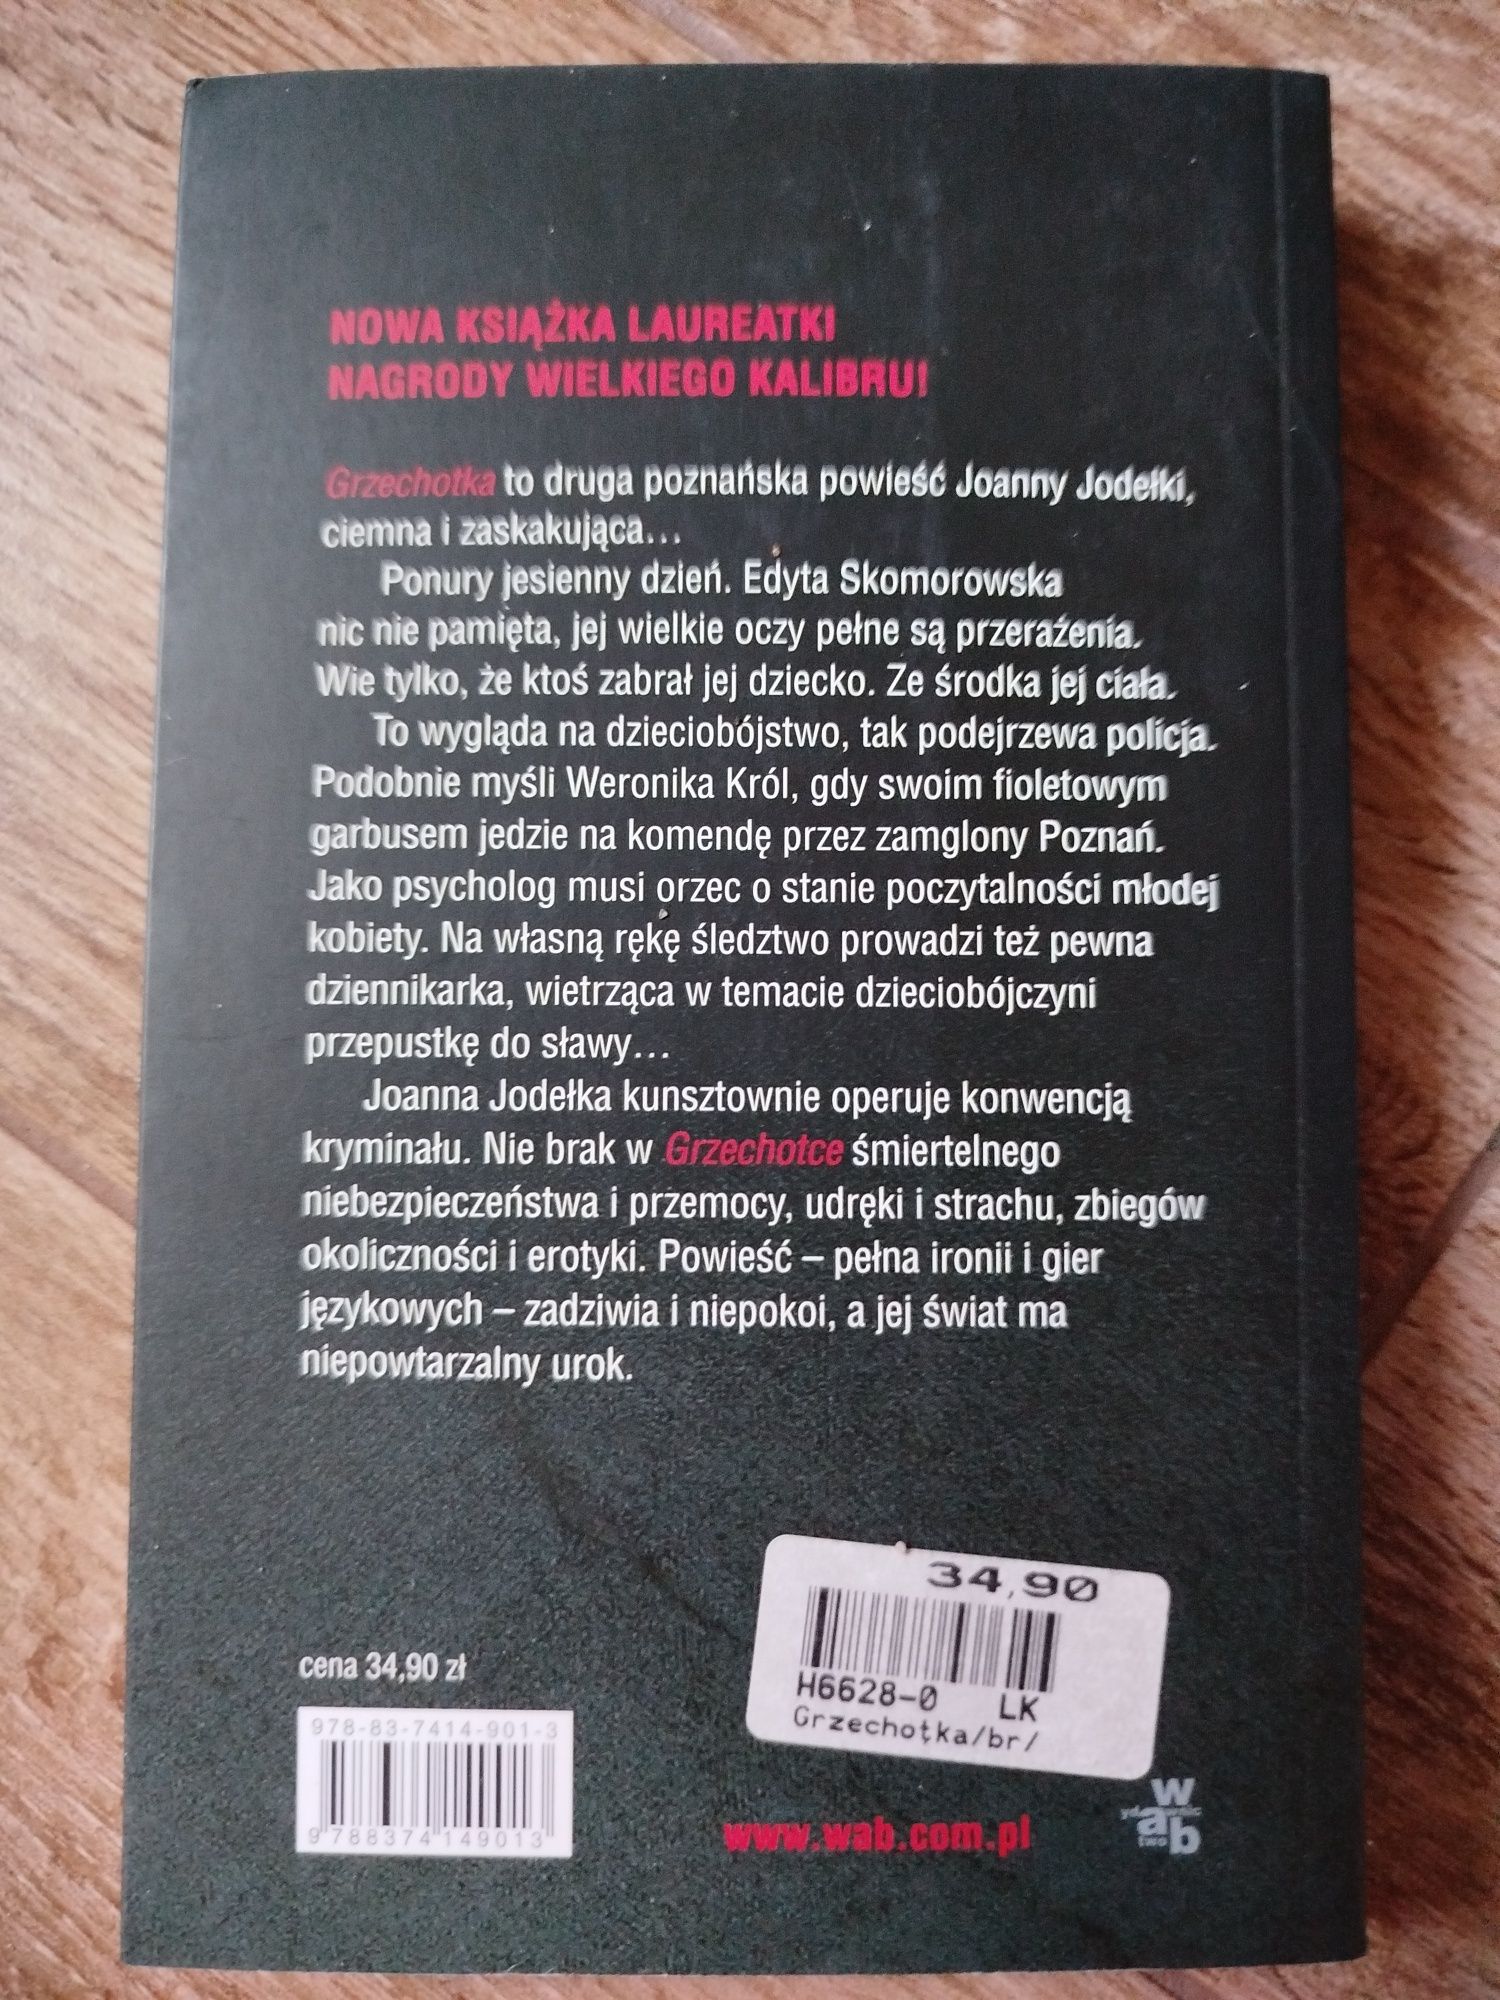 NOWA KSIĄŻKA LAUREATKI
NAGRODY WIELKIEGO KALIBRU!
Grzechotka to druga poznańska powieść Joanny Jodełki,
ciemna i zaskakująca...
Ponury jesienny dzień. Edyta Skomorowska
nic nie pamięta, jej wielkie oczy pełne są przerażenia.
Wie tylko, że ktoś zabrał jej dziecko. Ze środka jej ciała.
To wygląda na dzieciobójstwo, tak podejrzewa policja.
Podobnie myśli Weronika Król, gdy swoim fioletowym
garbusem jedzie na komendę przez zamglony Poznań.
Jako psycholog musi orzec o stanie poczytalności młodej
kobiety. Na własną rękę śledztwo prowadzi też pewna
dziennikarka, wietrząca w temacie dzieciobójczyni
przepustkę do sławy...
Joanna Jodełka kunsztownie operuje konwencją
kryminału. Nie brak w Grzechotce śmiertelnego
niebezpieczeństwa i przemocy, udręki i strachu, zbiegów
okoliczności i erotyki. Powieść – pełna ironii i gier
językowych – zadziwia i niepokoi, a jej świat ma
niepowtarzalny urok.
34,90
H6628-0 LK
Grzechotka/br/
cena 34,90 zł
978-83-7414-901-3
9 788374 149013
www.wab.com.pl
w
ab
two